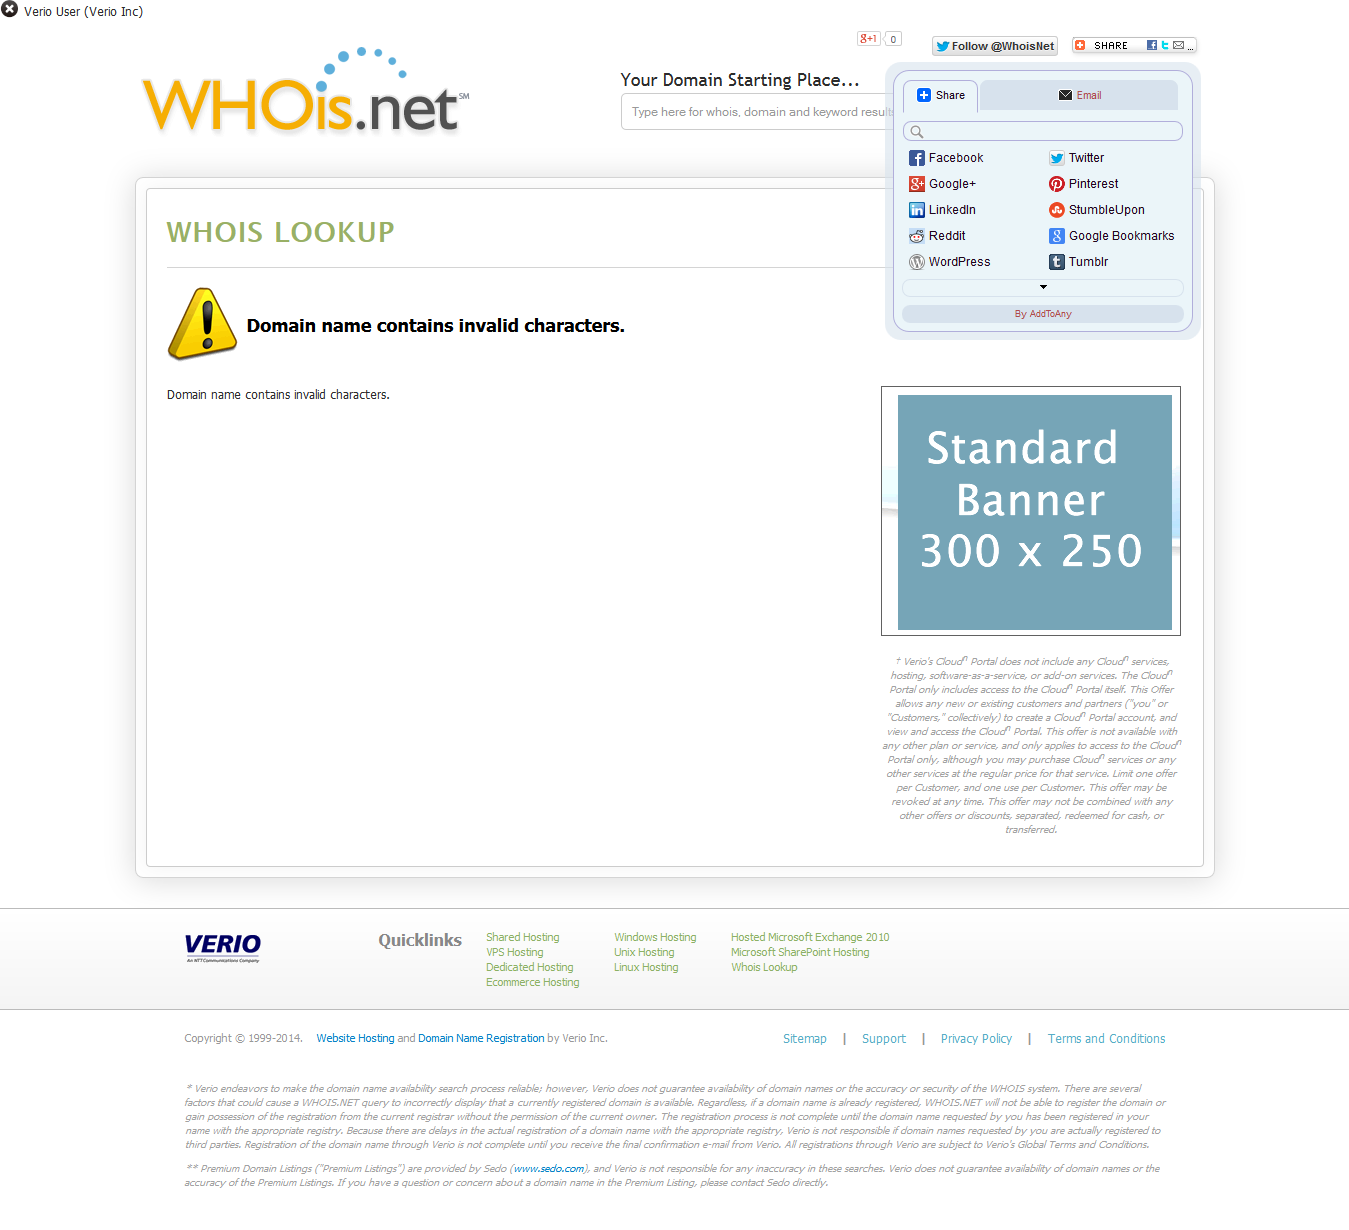 Verio User (Verio Inc)
g+1 0
Follow @WhoisNet
SHARE ...
WHOis.net SM
Your Domain Starting Place...
Type here for whois, domain and keyword results
Share
Email
Facebook
Twitter
Google+
Pinterest
LinkedIn
StumbleUpon
Reddit
Google Bookmarks
WordPress
Tumblr
By AddToAny
WHOIS LOOKUP
Domain name contains invalid characters.
Domain name contains invalid characters.
Standard
Banner
300 x 250
† Verio's Cloudⁿ Portal does not include any Cloudⁿ services,
hosting, software-as-a-service, or add-on services. The Cloudⁿ
Portal only includes access to the Cloudⁿ Portal itself. This Offer
allows any new or existing customers and partners ("you" or
"Customers," collectively) to create a Cloudⁿ Portal account, and
view and access the Cloudⁿ Portal. This offer is not available with
any other plan or service, and only applies to access to the Cloudⁿ
Portal only, although you may purchase Cloudⁿ services or any
other services at the regular price for that service. Limit one offer
per Customer, and one use per Customer. This offer may be
revoked at any time. This offer may not be combined with any
other offers or discounts, separated, redeemed for cash, or
transferred.
VERIO
An NTT Communications Company
Quicklinks
Shared Hosting
VPS Hosting
Dedicated Hosting
Ecommerce Hosting
Windows Hosting
Unix Hosting
Linux Hosting
Hosted Microsoft Exchange 2010
Microsoft SharePoint Hosting
Whois Lookup
Copyright © 1999-2014. Website Hosting and Domain Name Registration by Verio Inc.
Sitemap | Support | Privacy Policy | Terms and Conditions
* Verio endeavors to make the domain name availability search process reliable; however, Verio does not guarantee availability of domain names or the accuracy or security of the WHOIS system. There are several
factors that could cause a WHOIS.NET query to incorrectly display that a currently registered domain is available. Regardless, if a domain name is already registered, WHOIS.NET will not be able to register the domain or
gain possession of the registration from the current registrar without the permission of the current owner. The registration process is not complete until the domain name requested by you has been registered in your
name with the appropriate registry. Because there are delays in the actual registration of a domain name with the appropriate registry, Verio is not responsible if domain names requested by you are actually registered to
third parties. Registration of the domain name through Verio is not complete until you receive the final confirmation e-mail from Verio. All registrations through Verio are subject to Verio's Global Terms and Conditions.
** Premium Domain Listings ("Premium Listings") are provided by Sedo (www.sedo.com), and Verio is not responsible for any inaccuracy in these searches. Verio does not guarantee availability of domain names or the
accuracy of the Premium Listings. If you have a question or concern about a domain name in the Premium Listing, please contact Sedo directly.